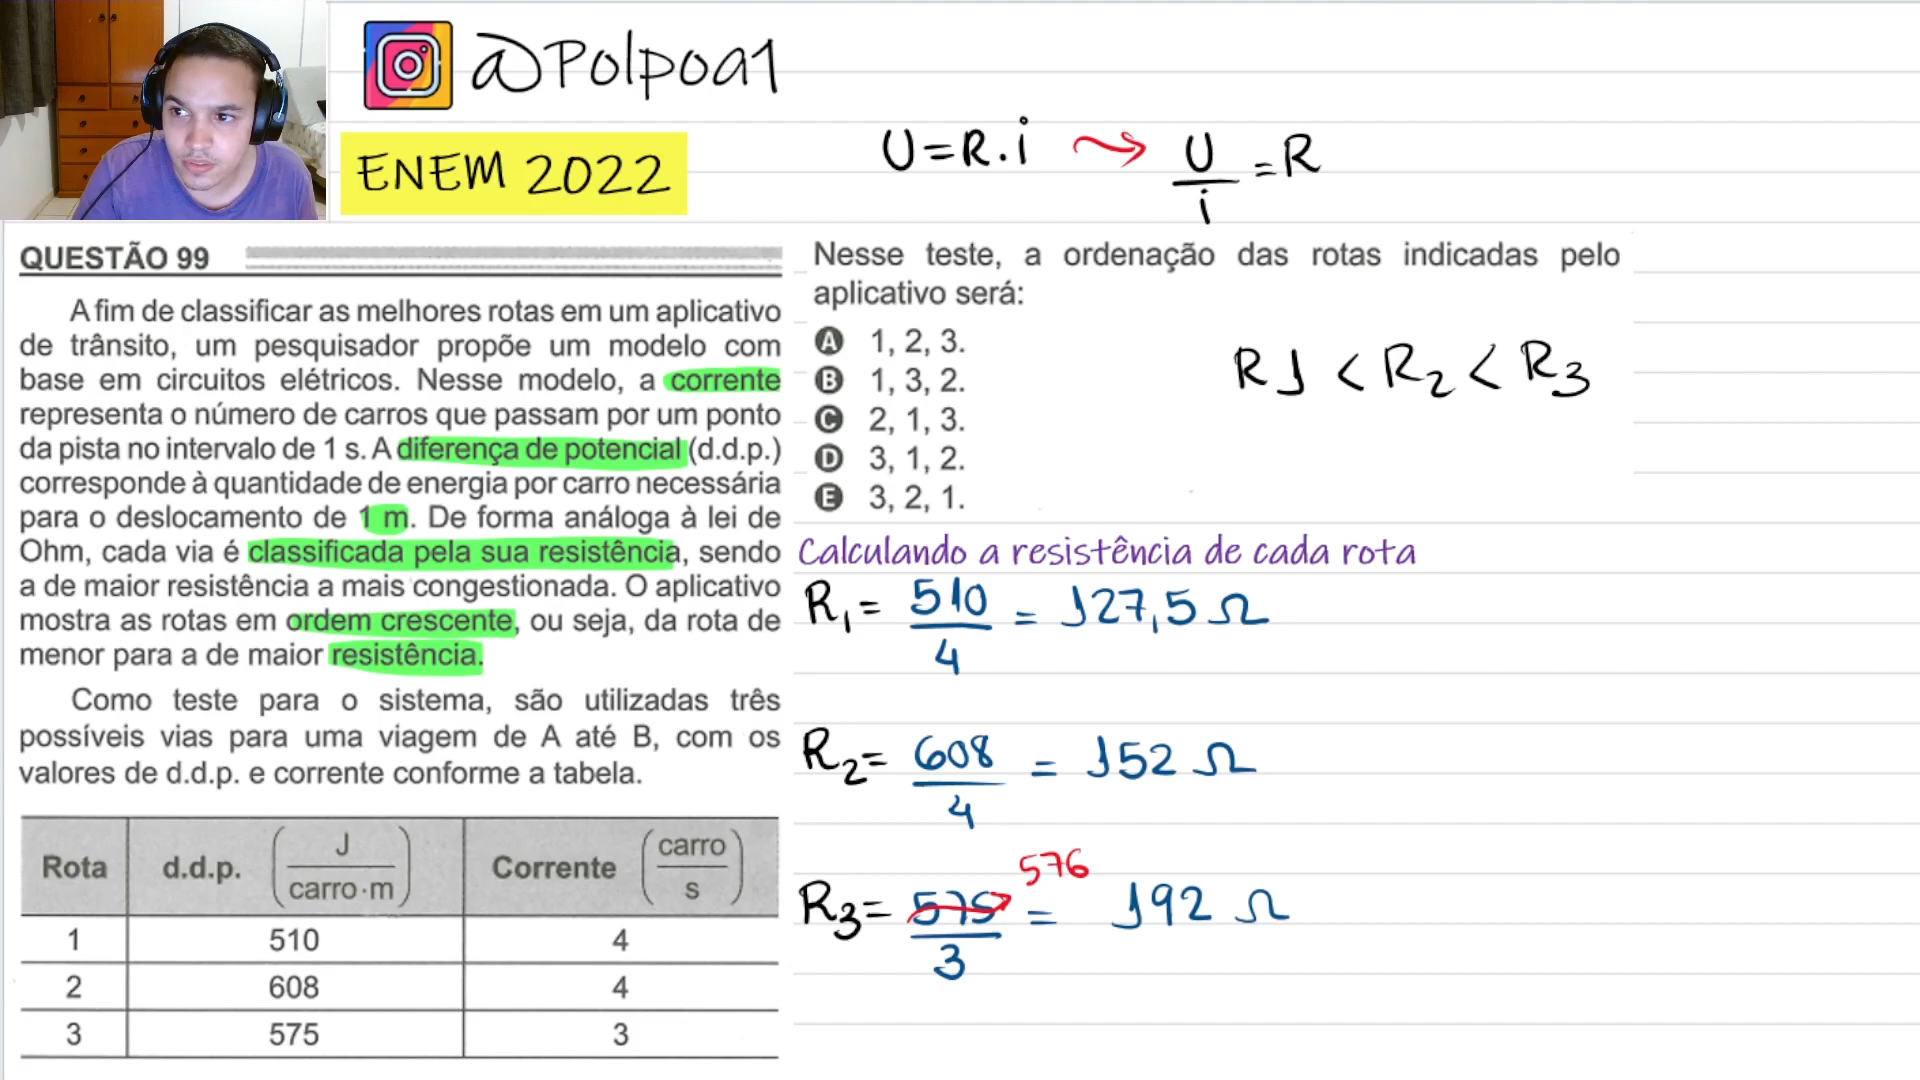 @Polpoa1
ENEM 2022
U=R.i → U/i =R
QUESTÃO 99
A fim de classificar as melhores rotas em um aplicativo
de trânsito, um pesquisador propõe um modelo com
base em circuitos elétricos. Nesse modelo, a corrente
representa o número de carros que passam por um ponto
da pista no intervalo de 1 s. A diferença de potencial (d.d.p.)
corresponde à quantidade de energia por carro necessária
para o deslocamento de 1 m. De forma análoga à lei de
Ohm, cada via é classificada pela sua resistência, sendo
a de maior resistência a mais congestionada. O aplicativo
mostra as rotas em ordem crescente, ou seja, da rota de
menor para a de maior resistência.
Como teste para o sistema, são utilizadas três
possíveis vias para uma viagem de A até B, com os
valores de d.d.p. e corrente conforme a tabela.
Rota d.d.p. (J/carro·m) Corrente (carro/s)
1 510 4
2 608 4
3 575 3
Nesse teste, a ordenação das rotas indicadas pelo
aplicativo será:
A 1, 2, 3.
B 1, 3, 2.
C 2, 1, 3.
D 3, 1, 2.
E 3, 2, 1.
R1 < R2 < R3
Calculando a resistência de cada rota
R1= 510/4 = 127,5 Ω
R2= 608/4 = 152 Ω
576
R3= 575/3 = 192 Ω